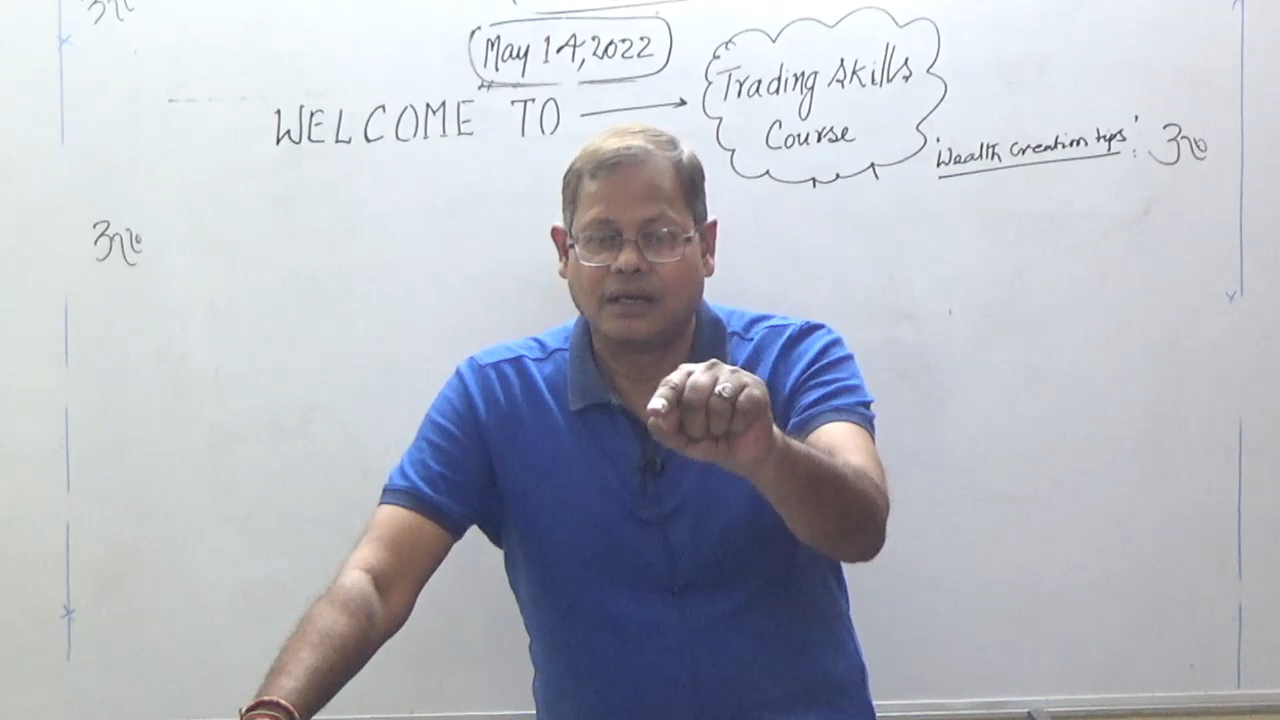 May 14, 2022
WELCOME TO
Trading Skills
Course
'Wealth Creation tips'